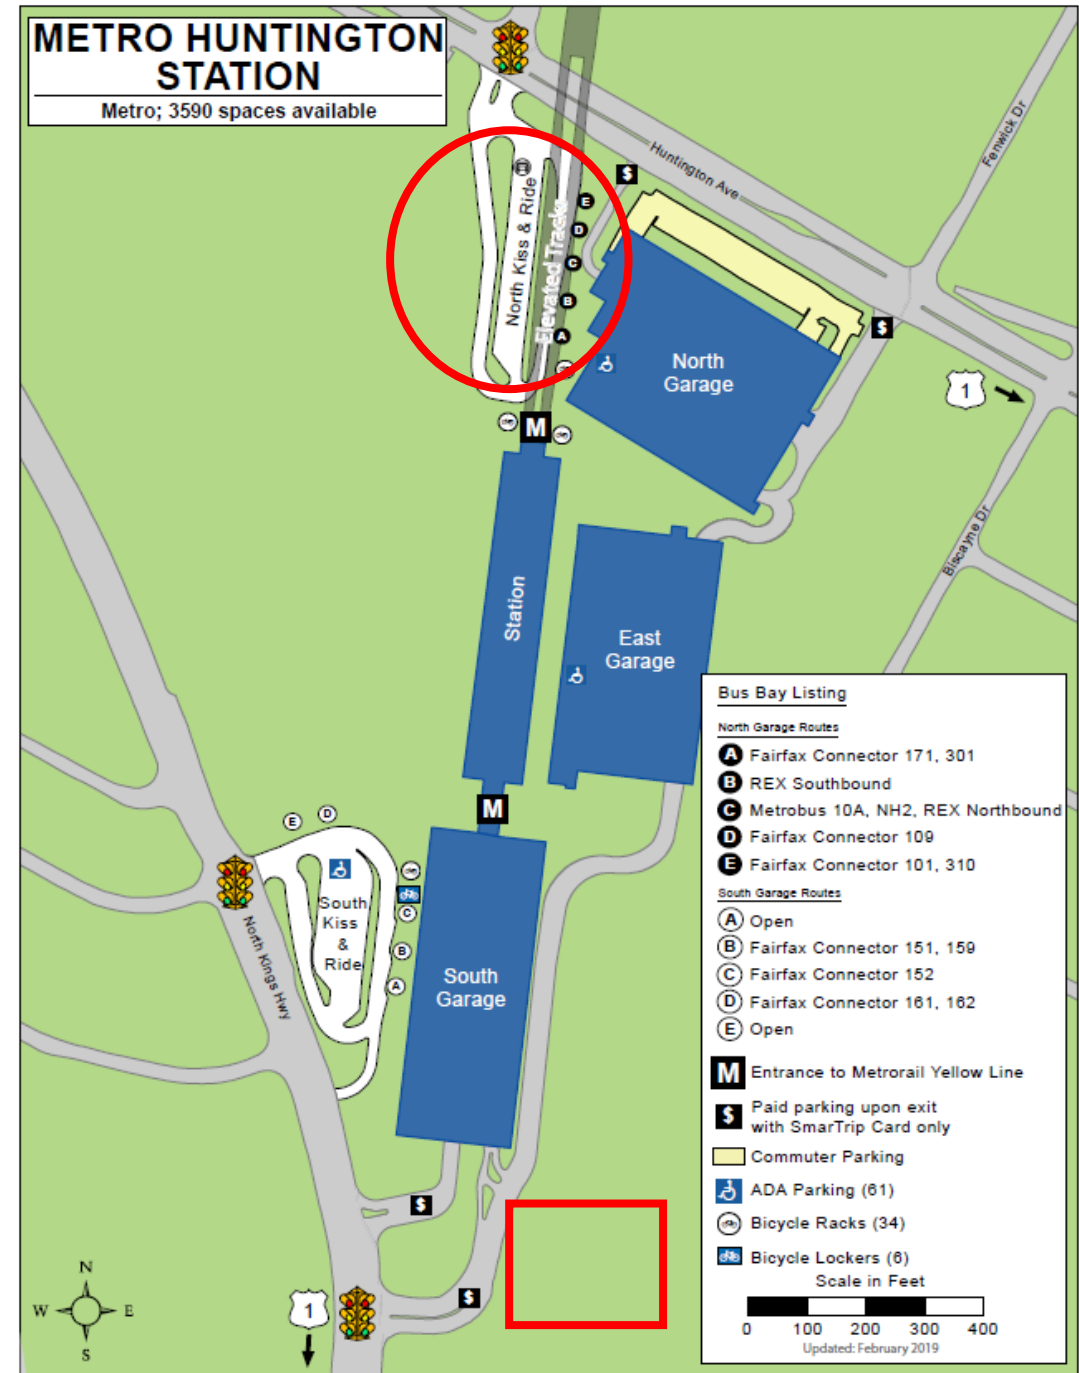 METRO HUNTINGTON
STATION
Metro; 3590 spaces available
Huntington Ave
Fenwick Dr
$
E
D
C
B
A
North Kiss & Ride
Elevated Tracks
$
North
Garage
1
M
Biscayne Dr
Station
East
Garage
M
E
D
South
Kiss
&
Ride
C
B
A
North Kings Hwy
South
Garage
$
$
1
N
W
E
S
Bus Bay Listing
North Garage Routes
A Fairfax Connector 171, 301
B REX Southbound
C Metrobus 10A, NH2, REX Northbound
D Fairfax Connector 109
E Fairfax Connector 101, 310
South Garage Routes
A Open
B Fairfax Connector 151, 159
C Fairfax Connector 152
D Fairfax Connector 161, 162
E Open
M Entrance to Metrorail Yellow Line
$ Paid parking upon exit
with SmarTrip Card only
Commuter Parking
ADA Parking (61)
Bicycle Racks (34)
Bicycle Lockers (6)
Scale in Feet
0 100 200 300 400
Updated: February 2019